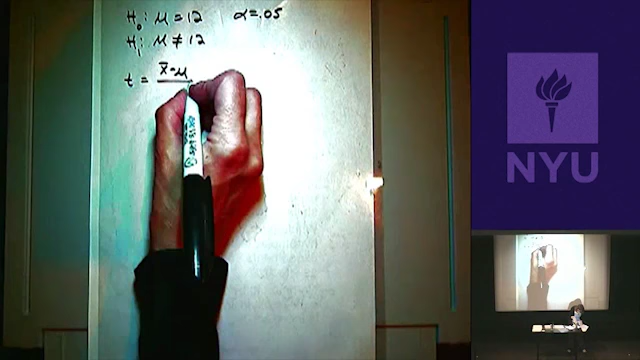 H₀: μ = 12 α=.05
H₁: μ ≠ 12
t = x̄-μ
NYU